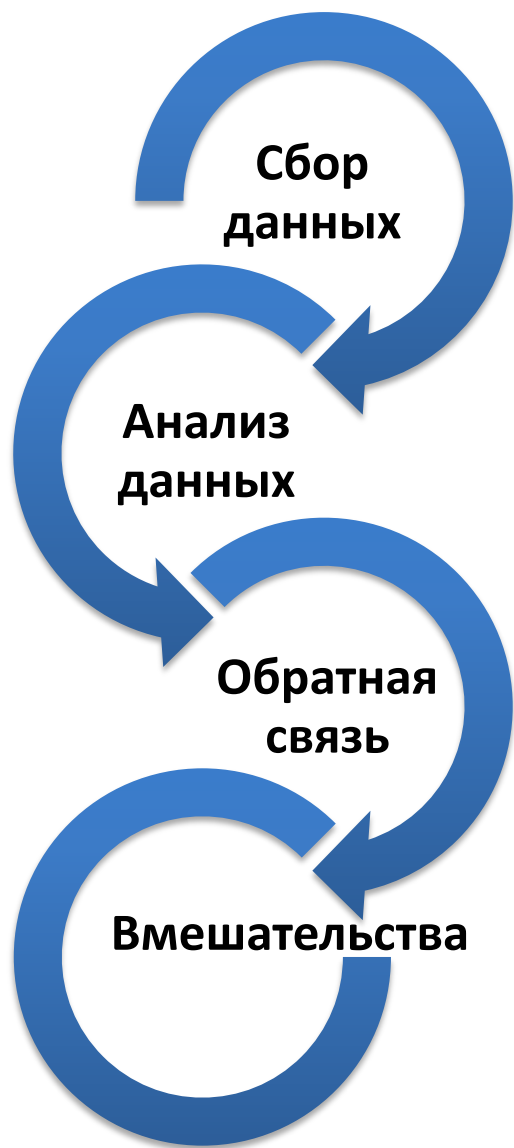 Сбор
данных
Анализ
данных
Обратная
связь
Вмешательства